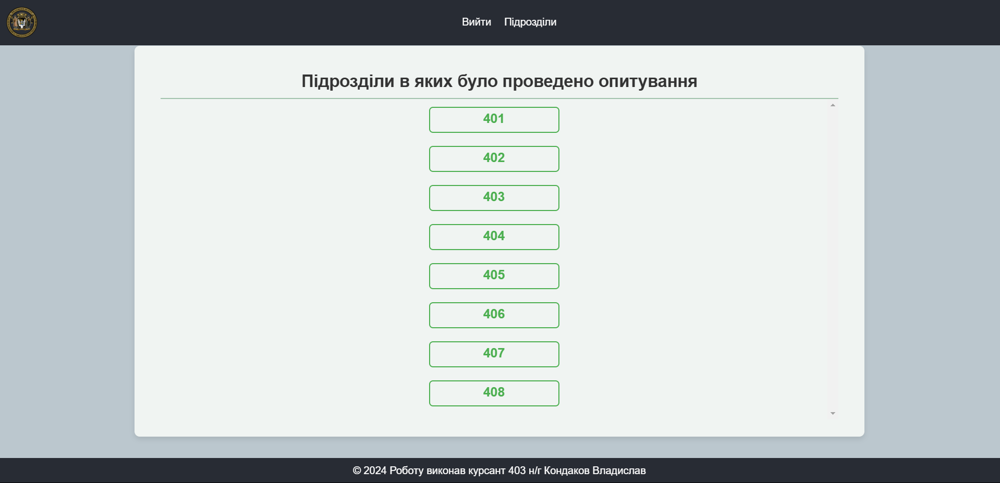 Вийти Підрозділи
Підрозділи в яких було проведено опитування
401
402
403
404
405
406
407
408
© 2024 Роботу виконав курсант 403 н/г Кондаков Владислав